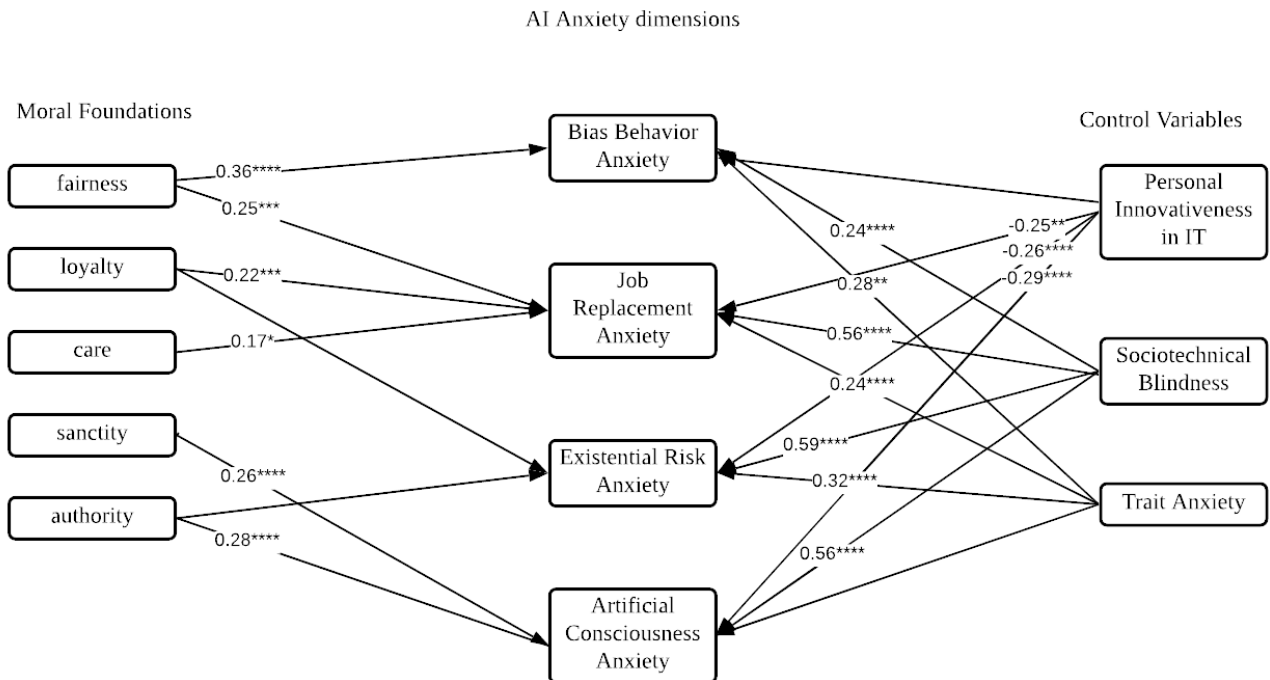 AI Anxiety dimensions
Moral Foundations
Control Variables
fairness
loyalty
care
sanctity
authority
Bias Behavior
Anxiety
Job
Replacement
Anxiety
Existential Risk
Anxiety
Artificial
Consciousness
Anxiety
Personal
Innovativeness
in IT
Sociotechnical
Blindness
Trait Anxiety
0.36****
0.25***
0.22***
0.17*
0.26****
0.28****
0.24****
-0.25**
-0.26****
-0.29****
0.28**
0.56****
0.24****
0.59****
0.32****
0.56****